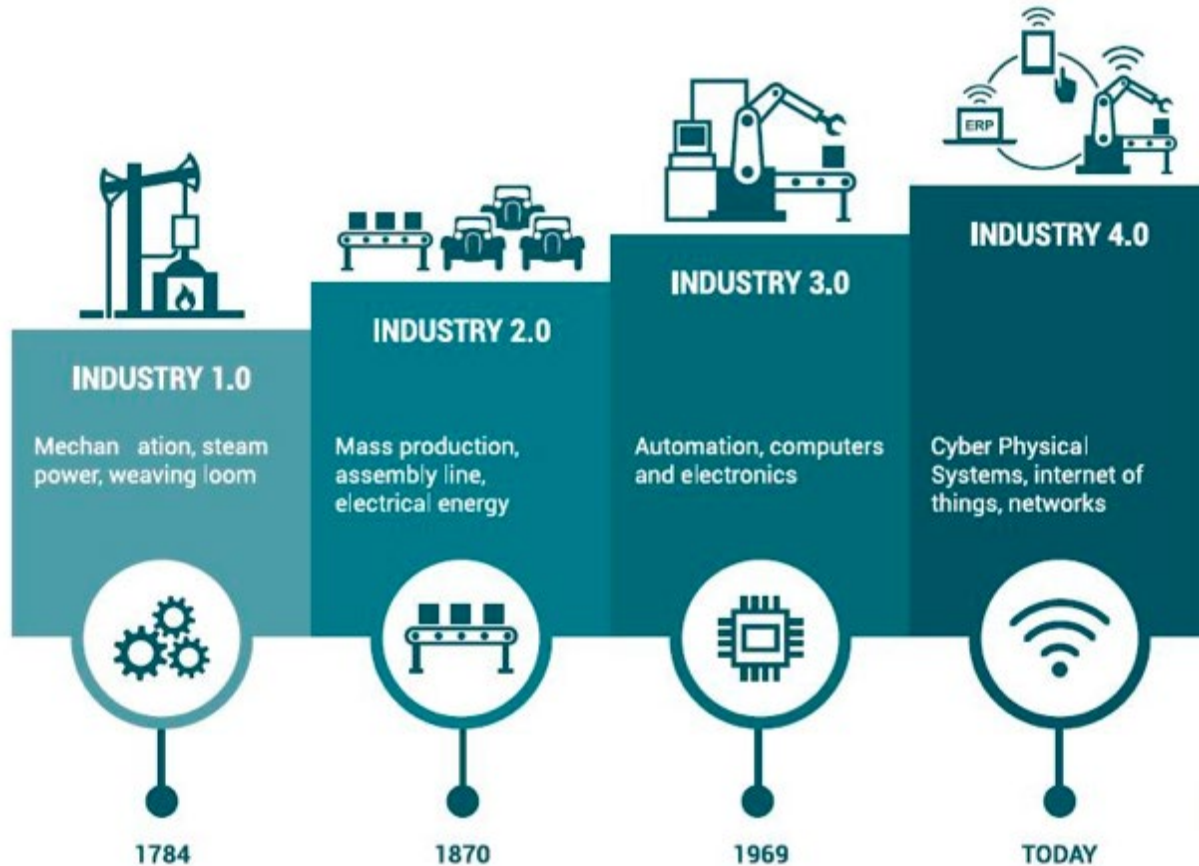 ERP
INDUSTRY 1.0
Mechan ation, steam
power, weaving loom
INDUSTRY 2.0
Mass production,
assembly line,
electrical energy
INDUSTRY 3.0
Automation, computers
and electronics
INDUSTRY 4.0
Cyber Physical
Systems, internet of
things, networks
1784
1870
1969
TODAY